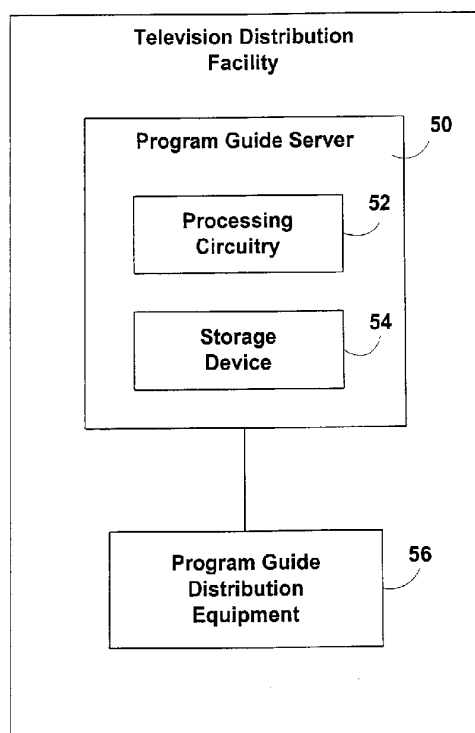 Television Distribution
Facility
Program Guide Server
50
Processing
Circuitry
52
Storage
Device
54
Program Guide
Distribution
Equipment
56